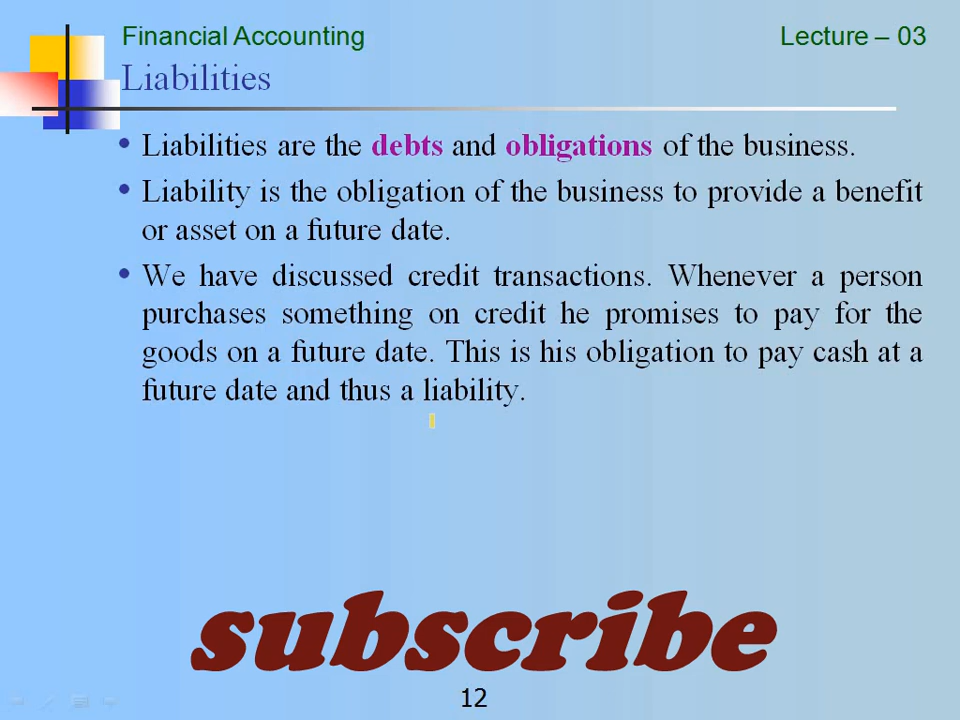 Financial Accounting
Lecture – 03
Liabilities
• Liabilities are the debts and obligations of the business.
• Liability is the obligation of the business to provide a benefit
or asset on a future date.
• We have discussed credit transactions. Whenever a person
purchases something on credit he promises to pay for the
goods on a future date. This is his obligation to pay cash at a
future date and thus a liability.
subscribe
12